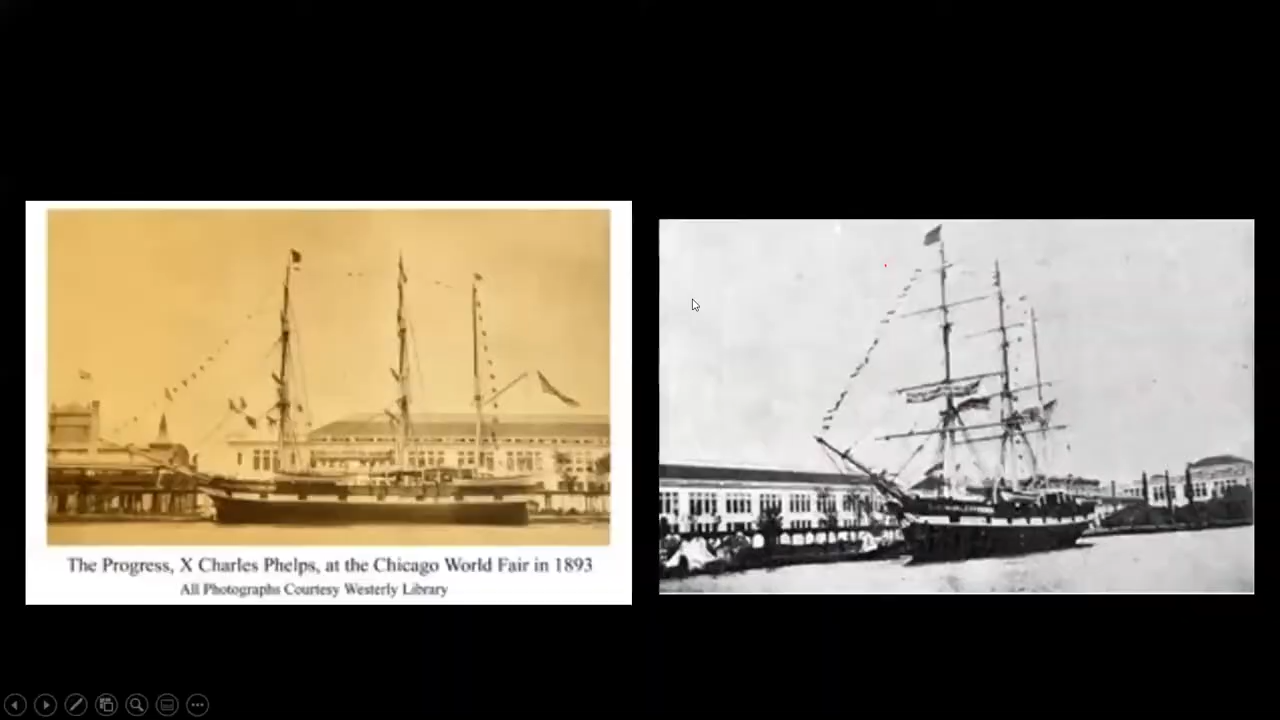 The Progress, X Charles Phelps, at the Chicago World Fair in 1893
All Photographs Courtesy Westerly Library